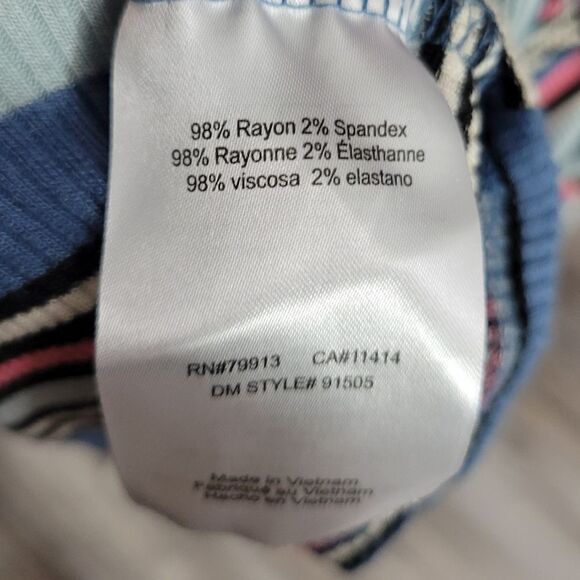 98% Rayon 2% Spandex
98% Rayonne 2% Élasthanne
98% viscosa 2% elastano
RN#79913 CA#11414
DM STYLE# 91505
Made in Vietnam
Fabriqué au Vietnam
Hecho en Vietnam